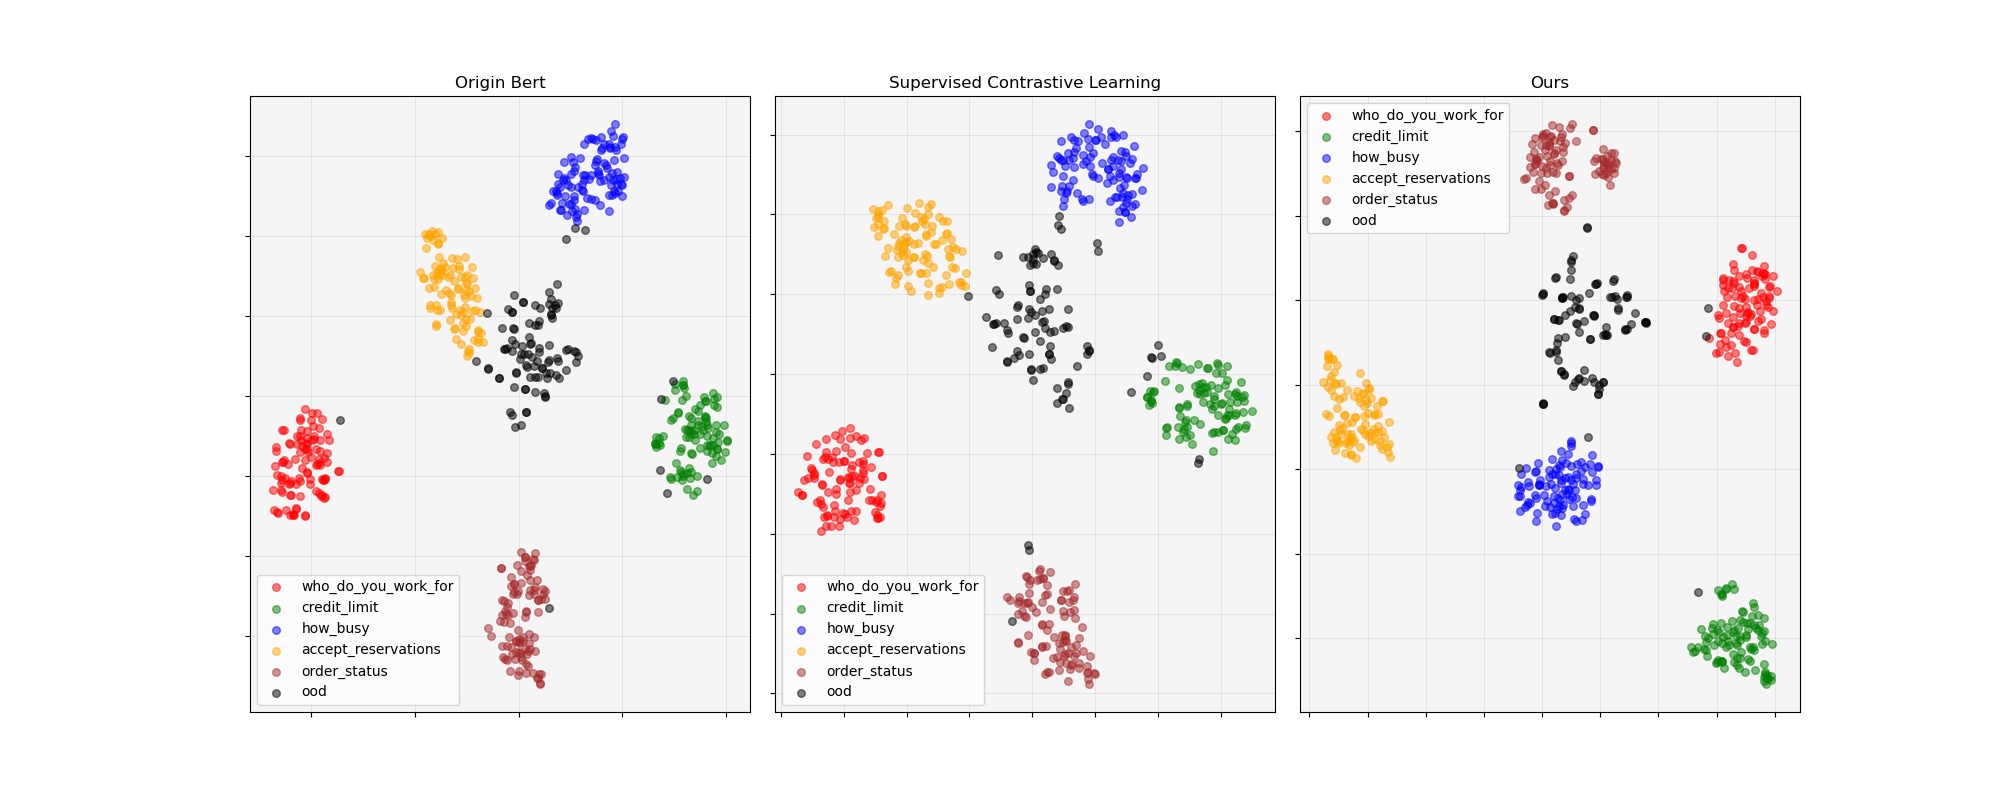 Origin Bert
who_do_you_work_for
credit_limit
how_busy
accept_reservations
order_status
ood
Supervised Contrastive Learning
who_do_you_work_for
credit_limit
how_busy
accept_reservations
order_status
ood
Ours
who_do_you_work_for
credit_limit
how_busy
accept_reservations
order_status
ood